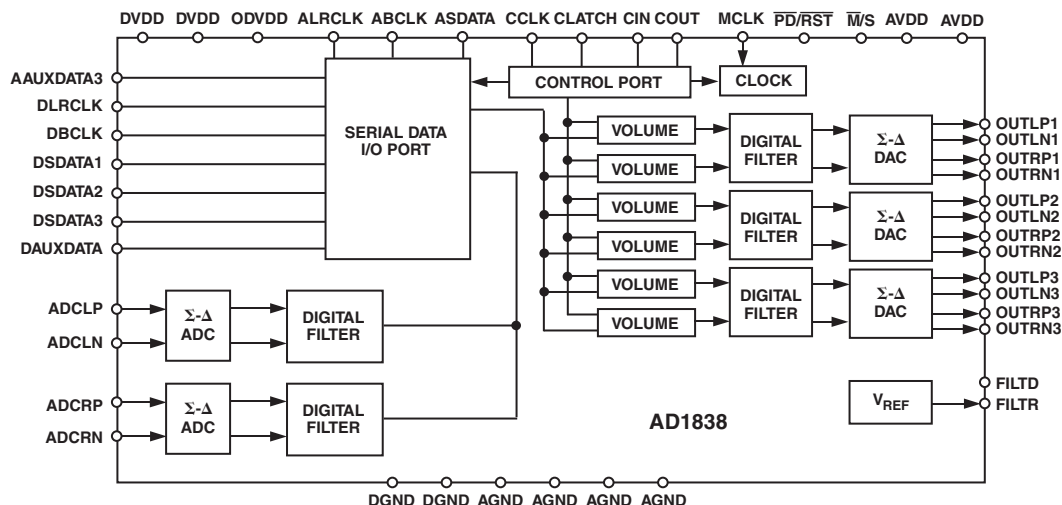 DVDD DVDD ODVDD ALRCLK ABCLK ASDATA CCLK CLATCH CIN COUT MCLK PD/RST M/S AVDD AVDD
AAUXDATA3
DLRCLK
DBCLK
DSDATA1
DSDATA2
DSDATA3
DAUXDATA
SERIAL DATA
I/O PORT
CONTROL PORT
CLOCK
VOLUME
VOLUME
DIGITAL
FILTER
Σ-Δ
DAC
OUTLP1
OUTLN1
OUTRP1
OUTRN1
VOLUME
VOLUME
DIGITAL
FILTER
Σ-Δ
DAC
OUTLP2
OUTLN2
OUTRP2
OUTRN2
VOLUME
VOLUME
DIGITAL
FILTER
Σ-Δ
DAC
OUTLP3
OUTLN3
OUTRP3
OUTRN3
ADCLP
ADCLN
Σ-Δ
ADC
DIGITAL
FILTER
ADCRP
ADCRN
Σ-Δ
ADC
DIGITAL
FILTER
VREF
FILTD
FILTR
AD1838
DGND DGND AGND AGND AGND AGND